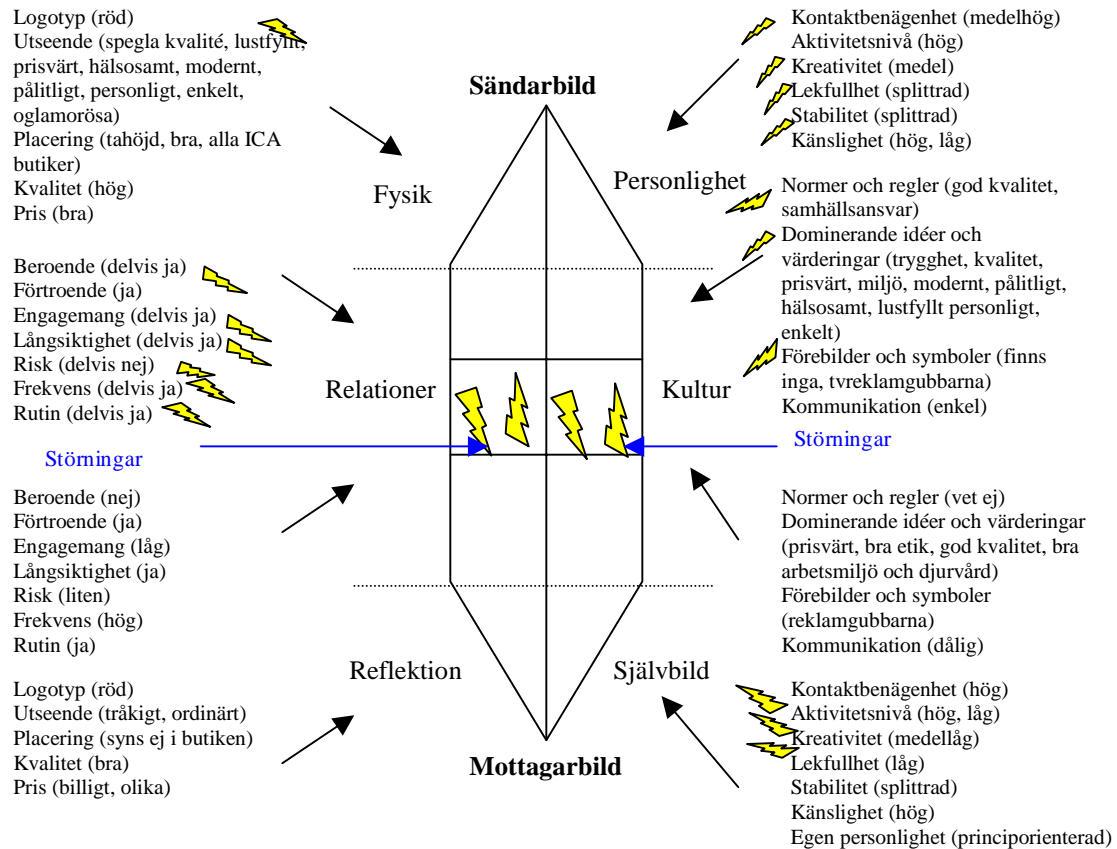 Logotyp (röd)
Utseende (spegla kvalité, lustfyllt,
prisvärt, hälsosamt, modernt,
pålitligt, personligt, enkelt,
oglamorösa)
Placering (tahöjd, bra, alla ICA
butiker)
Kvalitet (hög)
Pris (bra)
Sändarbild
Kontaktbenägenhet (medelhög)
Aktivitetsnivå (hög)
Kreativitet (medel)
Lekfullhet (splittrad)
Stabilitet (splittrad)
Känslighet (hög, låg)
Fysik
Personlighet
Beroende (delvis ja)
Förtroende (ja)
Engagemang (delvis ja)
Långsiktighet (delvis ja)
Risk (delvis nej)
Frekvens (delvis ja)
Rutin (delvis ja)
Normer och regler (god kvalitet,
samhällsansvar)
Dominerande idéer och
värderingar (trygghet, kvalitet,
prisvärt, miljö, modernt, pålitligt,
hälsosamt, lustfyllt personligt,
enkelt)
Förebilder och symboler (finns
inga, tvreklamgubbarna)
Kommunikation (enkel)
Relationer
Kultur
Störningar
Störningar
Beroende (nej)
Förtroende (ja)
Engagemang (låg)
Långsiktighet (ja)
Risk (liten)
Frekvens (hög)
Rutin (ja)
Normer och regler (vet ej)
Dominerande idéer och värderingar
(prisvärt, bra etik, god kvalitet, bra
arbetsmiljö och djurvård)
Förebilder och symboler
(reklamgubbarna)
Kommunikation (dålig)
Reflektion
Självbild
Logotyp (röd)
Utseende (tråkigt, ordinärt)
Placering (syns ej i butiken)
Kvalitet (bra)
Pris (billigt, olika)
Mottagarbild
Kontaktbenägenhet (hög)
Aktivitetsnivå (hög, låg)
Kreativitet (medellåg)
Lekfullhet (låg)
Stabilitet (splittrad)
Känslighet (hög)
Egen personlighet (principorienterad)